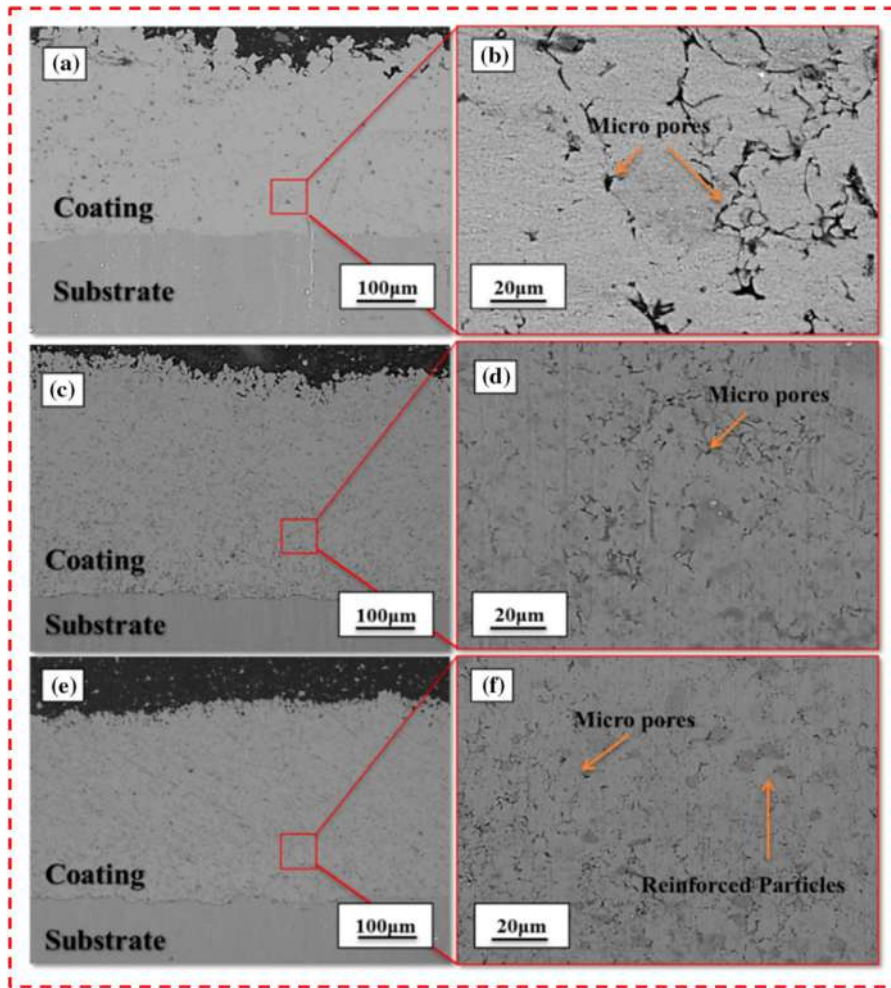 (a)
Coating
Substrate
100μm
(b)
Micro pores
20μm
(c)
Coating
Substrate
100μm
(d)
Micro pores
20μm
(e)
Coating
Substrate
100μm
(f)
Micro pores
Reinforced Particles
20μm